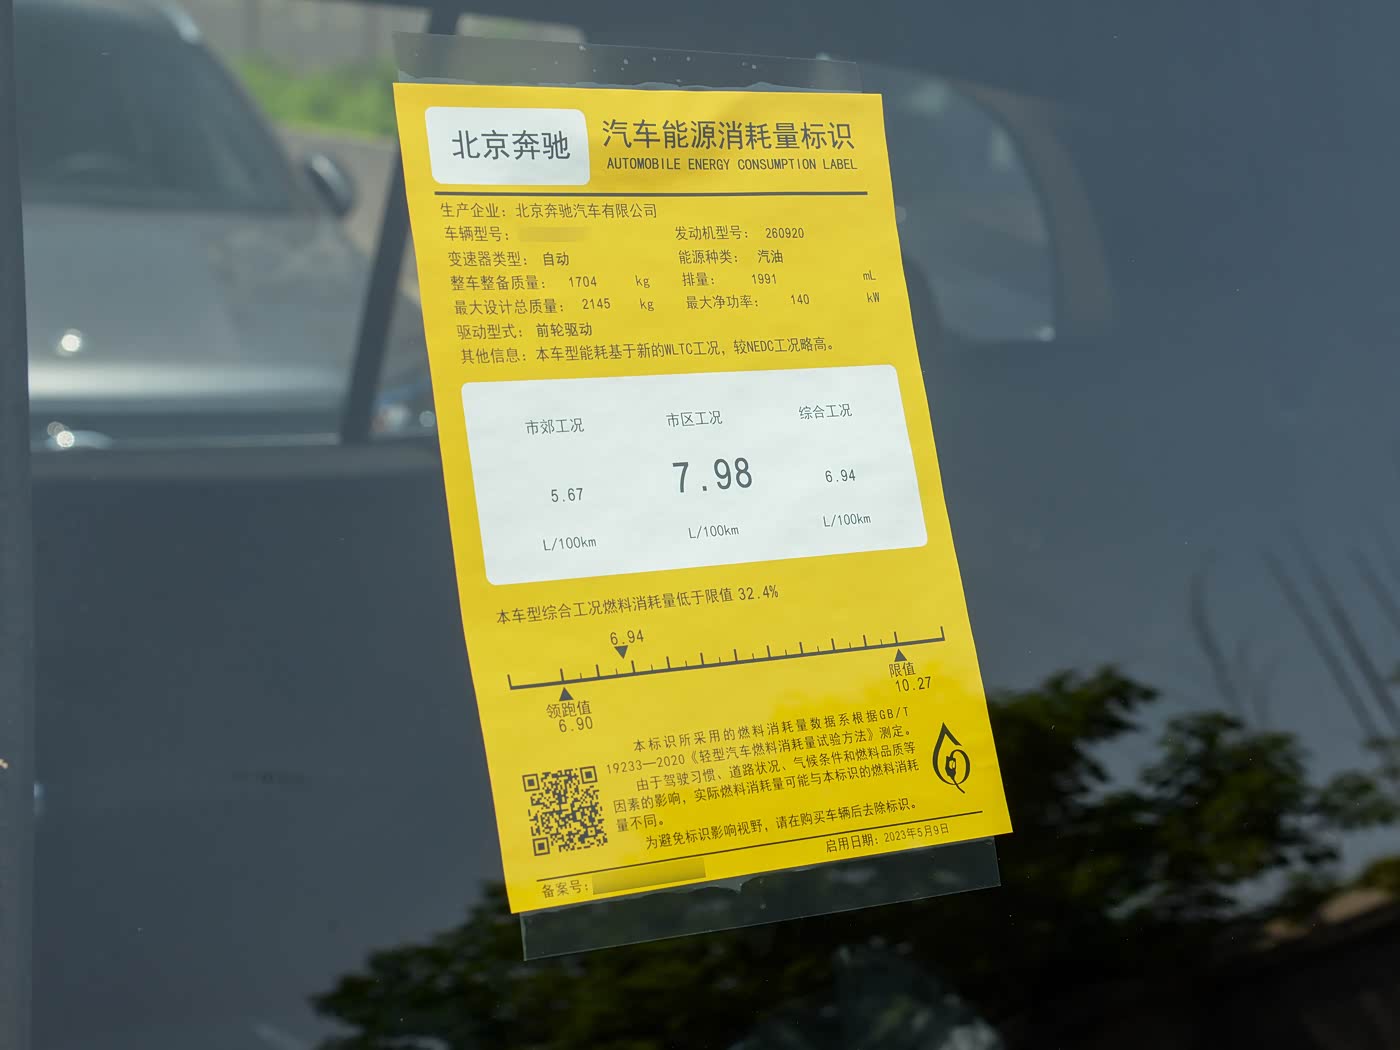 北京奔驰
汽车能源消耗量标识
AUTOMOBILE ENERGY CONSUMPTION LABEL
生产企业：北京奔驰汽车有限公司
车辆型号： 发动机型号： 260920
变速器类型： 自动 能源种类： 汽油
整车整备质量： 1704 kg 排量： 1991 mL
最大设计总质量： 2145 kg 最大净功率： 140 kW
驱动型式： 前轮驱动
其他信息：本车型能耗基于新的WLTC工况，较NEDC工况略高。
市郊工况 市区工况 综合工况
5.67 7.98 6.94
L/100km L/100km L/100km
本车型综合工况燃料消耗量低于限值 32.4%
6.94
领跑值 限值
6.90 10.27
本标识所采用的燃料消耗量数据系根据GB/T
19233—2020《轻型汽车燃料消耗量试验方法》测定。
由于驾驶习惯、道路状况、气候条件和燃料品质等
因素的影响，实际燃料消耗量可能与本标识的燃料消耗
量不同。
为避免标识影响视野，请在购买车辆后去除标识。
备案号： 启用日期：2023年5月9日